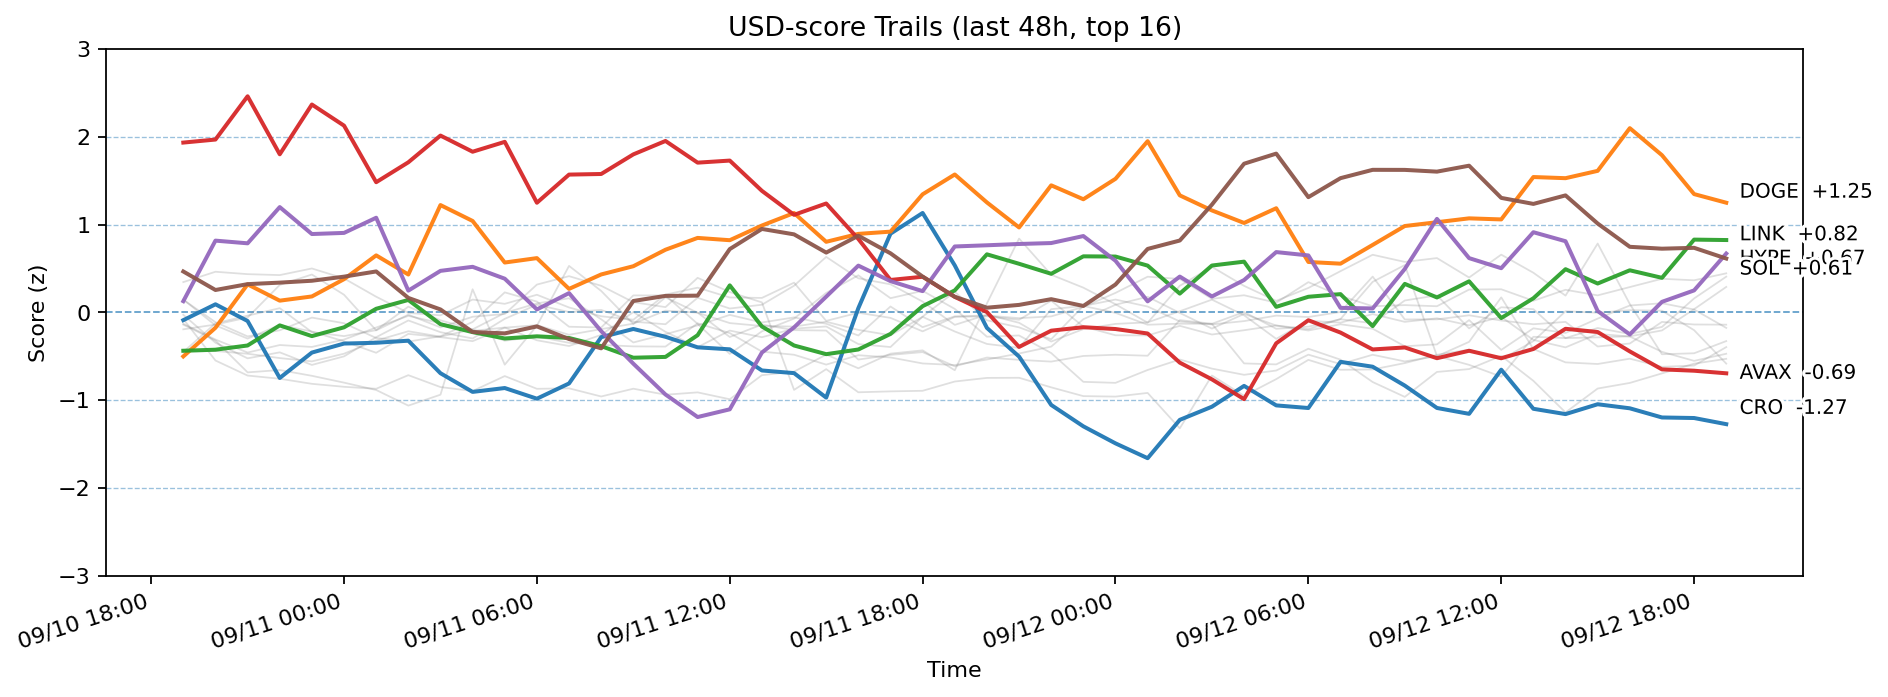 USD-score Trails (last 48h, top 16)
Score (z)
3
2
1
0
−1
−2
−3
DOGE +1.25
LINK +0.82
HYPE +0.67
SOL +0.61
AVAX -0.69
CRO -1.27
09/10 18:00
09/11 00:00
09/11 06:00
09/11 12:00
09/11 18:00
09/12 00:00
09/12 06:00
09/12 12:00
09/12 18:00
Time